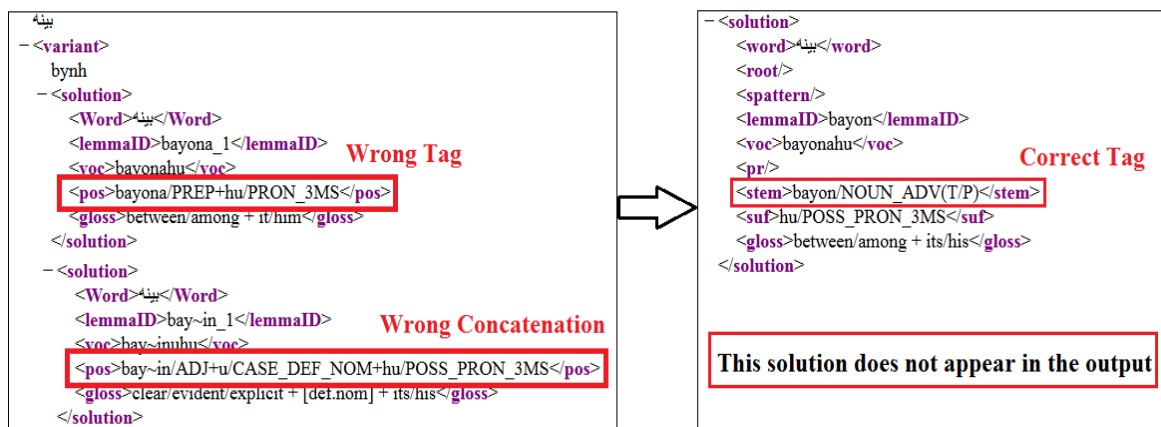 بينه
– <variant>
bynh
– <solution>
<Word>بينه</Word>
<lemmaID>bayona_1</lemmaID>
Wrong Tag
<voc>bayonahu</voc>
<pos>bayona/PREP+hu/PRON_3MS</pos>
<gloss>between/among + it/him</gloss>
</solution>
– <solution>
<Word>بينه</Word>
<lemmaID>bay~in_1</lemmaID>
Wrong Concatenation
<voc>bay~inuhu</voc>
<pos>bay~in/ADJ+u/CASE_DEF_NOM+hu/POSS_PRON_3MS</pos>
<gloss>clear/evident/explicit + [def.nom] + its/his</gloss>
</solution>
– <solution>
<word>بينه</word>
<root/>
<spattern/>
<lemmaID>bayon</lemmaID>
<voc>bayonahu</voc>
<pr/>
Correct Tag
<stem>bayon/NOUN_ADV(T/P)</stem>
<suf>hu/POSS_PRON_3MS</suf>
<gloss>between/among + its/his</gloss>
</solution>
This solution does not appear in the output